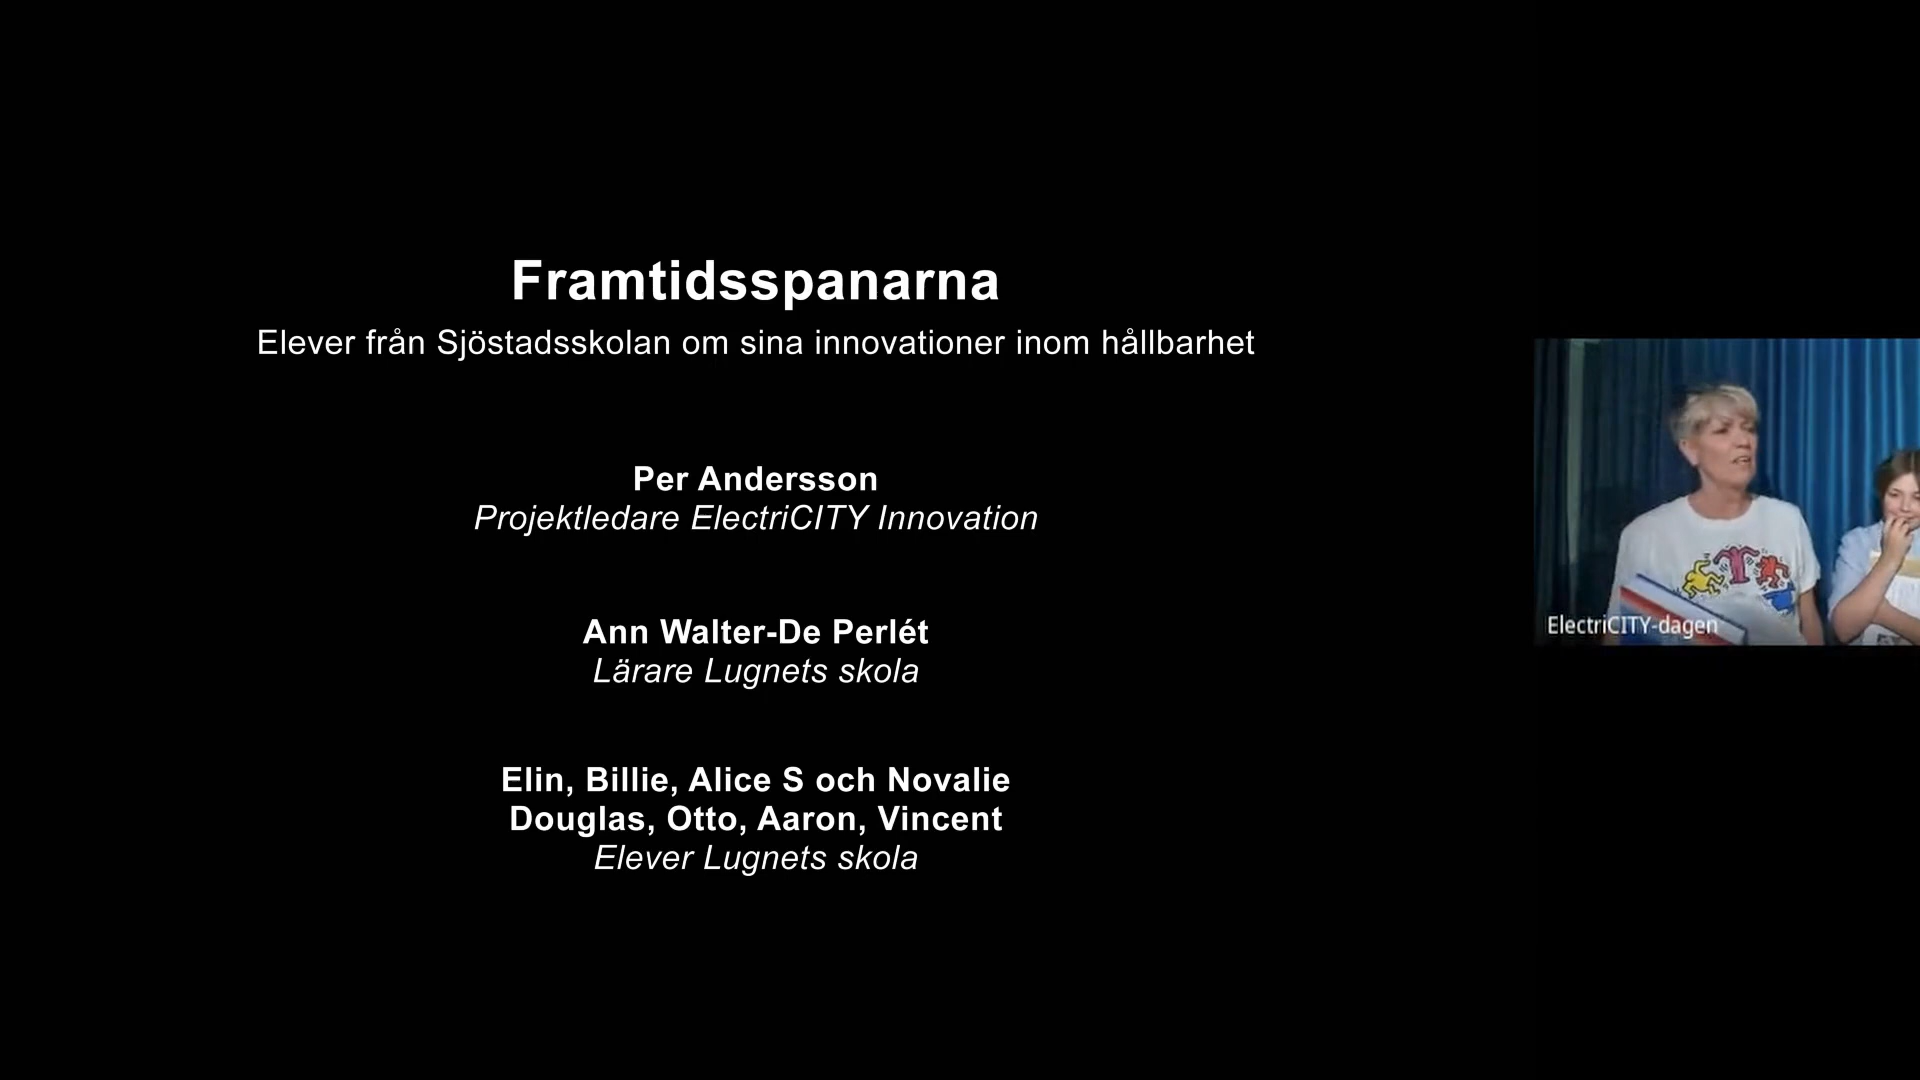 Framtidsspanarna
Elever från Sjöstadsskolan om sina innovationer inom hållbarhet
Per Andersson
Projektledare ElectriCITY Innovation
Ann Walter-De Perlét
Lärare Lugnets skola
Elin, Billie, Alice S och Novalie
Douglas, Otto, Aaron, Vincent
Elever Lugnets skola
ElectriCITY-dagen